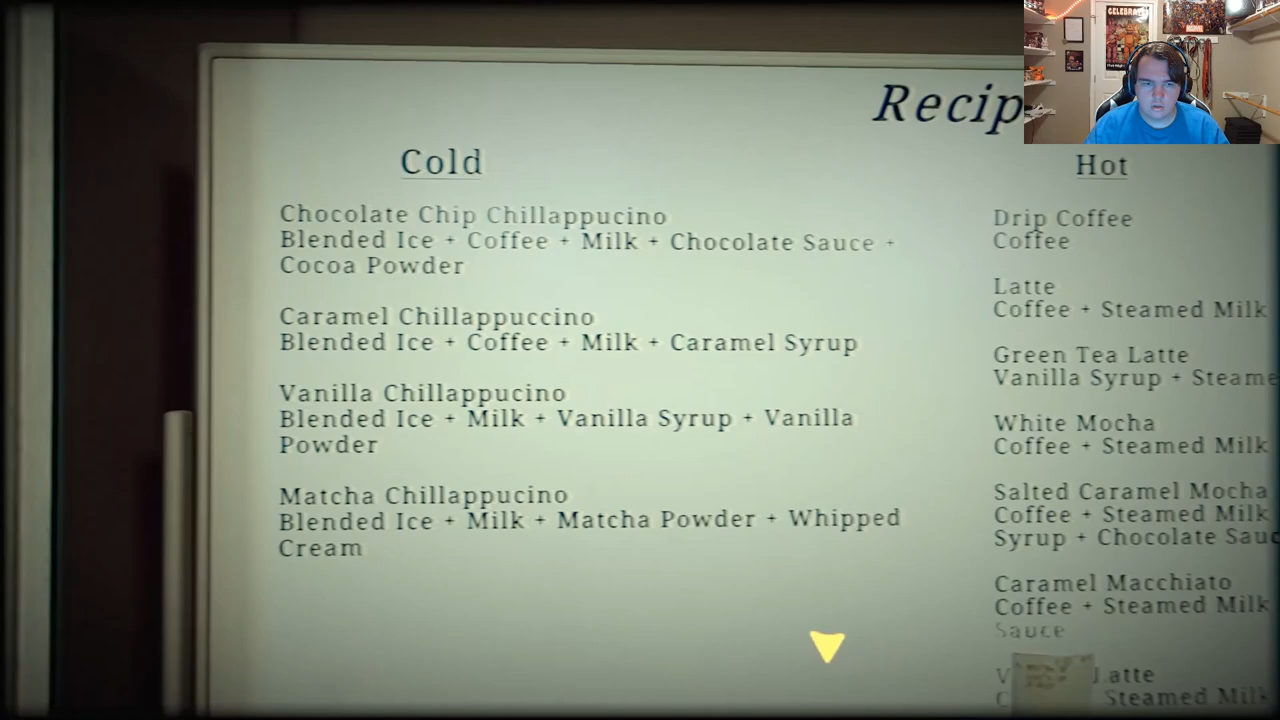 Recip
Cold
Chocolate Chip Chillappucino
Blended Ice + Coffee + Milk + Chocolate Sauce +
Cocoa Powder
Caramel Chillappuccino
Blended Ice + Coffee + Milk + Caramel Syrup
Vanilla Chillappucino
Blended Ice + Milk + Vanilla Syrup + Vanilla
Powder
Matcha Chillappucino
Blended Ice + Milk + Matcha Powder + Whipped
Cream
Hot
Drip Coffee
Coffee
Latte
Coffee + Steamed Milk
Green Tea Latte
Vanilla Syrup + Steame
White Mocha
Coffee + Steamed Milk
Salted Caramel Mocha
Coffee + Steamed Milk
Syrup + Chocolate Sauc
Caramel Macchiato
Coffee + Steamed Milk
Sauce
Latte
Steamed Milk
CELEBRA
MARVEL